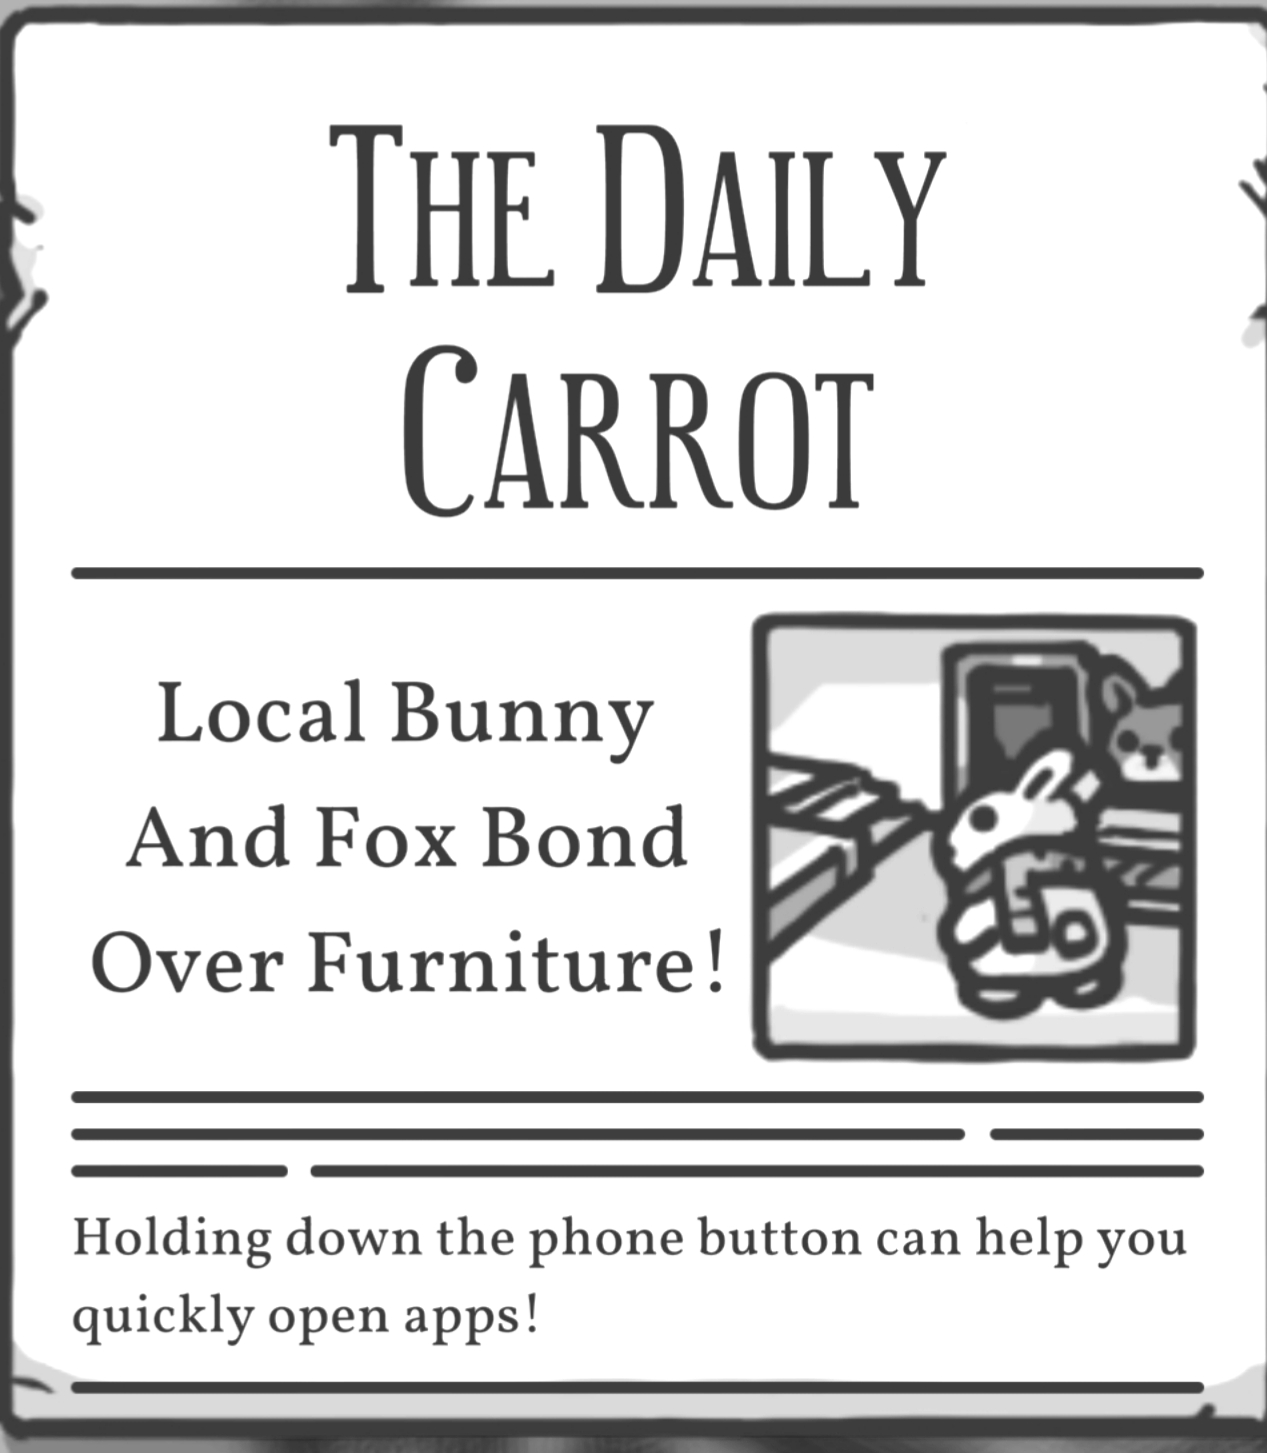 The Daily
Carrot
Local Bunny
And Fox Bond
Over Furniture!
Holding down the phone button can help you
quickly open apps!